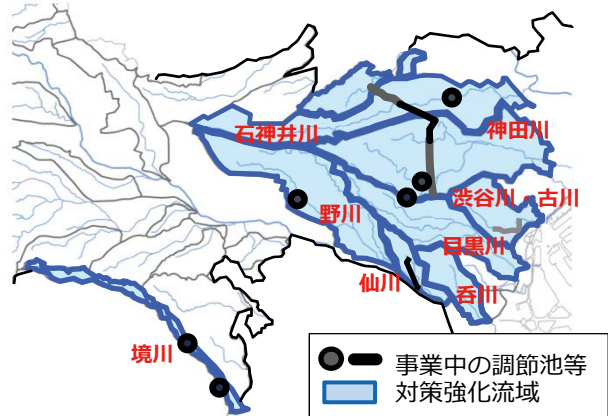 石神井川
神田川
渋谷川・古川
野川
目黒川
仙川
呑川
境川
事業中の調節池等
対策強化流域